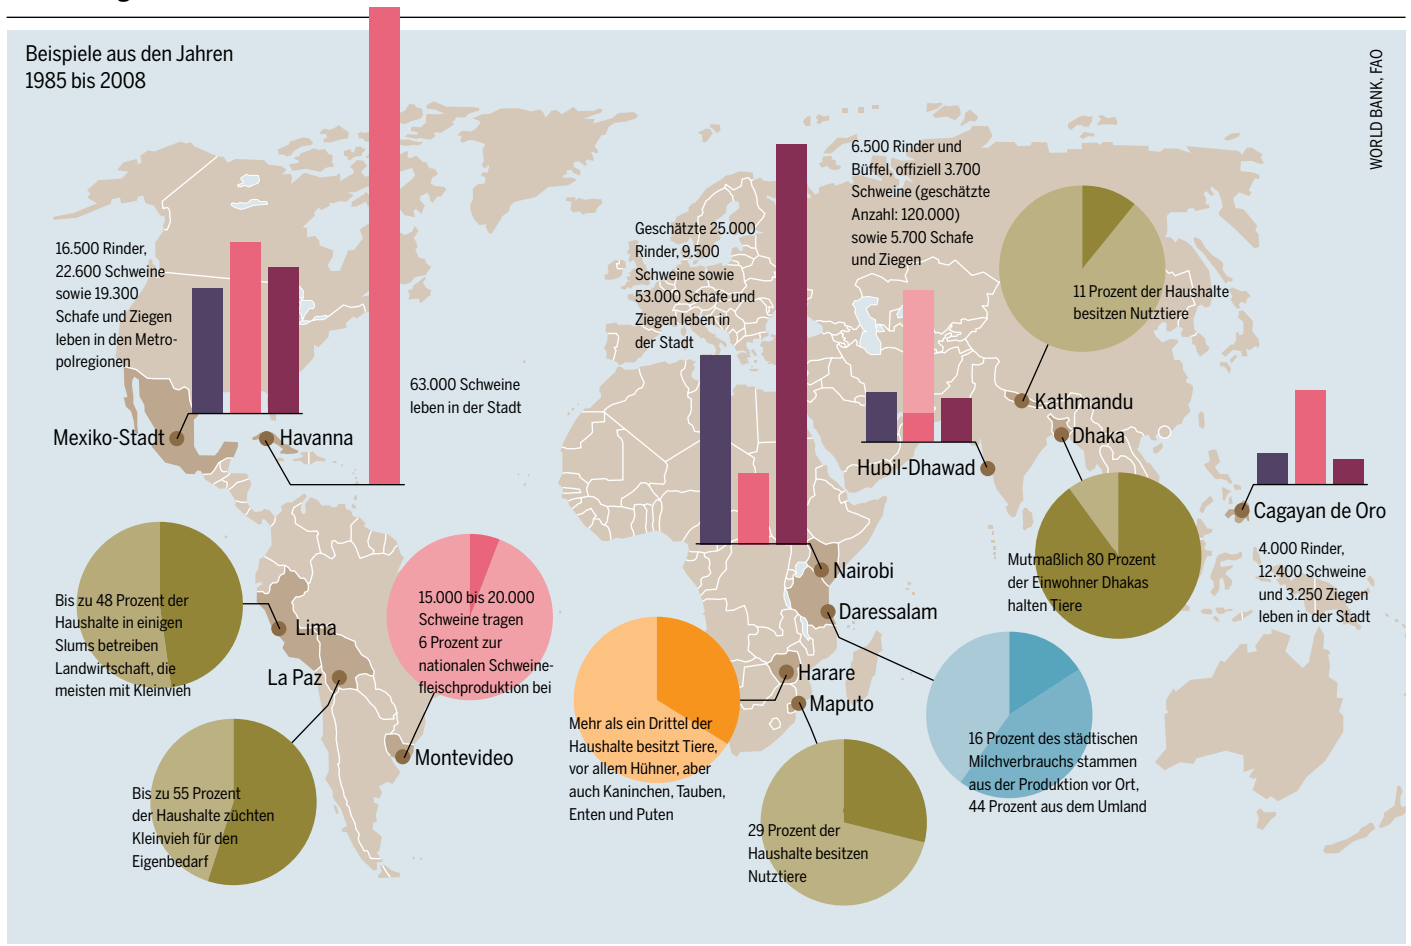 Beispiele aus den Jahren
1985 bis 2008
WORLD BANK, FAO
16.500 Rinder,
22.600 Schweine
sowie 19.300
Schafe und Ziegen
leben in den Metro-
polregionen
Mexiko-Stadt
63.000 Schweine
leben in der Stadt
Havanna
Geschätzte 25.000
Rinder, 9.500
Schweine sowie
53.000 Schafe und
Ziegen leben in
der Stadt
Nairobi
6.500 Rinder und
Büffel, offiziell 3.700
Schweine (geschätzte
Anzahl: 120.000)
sowie 5.700 Schafe
und Ziegen
Hubil-Dhawad
11 Prozent der Haushalte
besitzen Nutztiere
Kathmandu
Dhaka
Mutmaßlich 80 Prozent
der Einwohner Dhakas
halten Tiere
Cagayan de Oro
4.000 Rinder,
12.400 Schweine
und 3.250 Ziegen
leben in der Stadt
Bis zu 48 Prozent der
Haushalte in einigen
Slums betreiben
Landwirtschaft, die
meisten mit Kleinvieh
Lima
La Paz
Bis zu 55 Prozent
der Haushalte züchten
Kleinvieh für den
Eigenbedarf
15.000 bis 20.000
Schweine tragen
6 Prozent zur
nationalen Schweine-
fleischproduktion bei
Montevideo
Daressalam
16 Prozent des städtischen
Milchverbrauchs stammen
aus der Produktion vor Ort,
44 Prozent aus dem Umland
Harare
Mehr als ein Drittel der
Haushalte besitzt Tiere,
vor allem Hühner, aber
auch Kaninchen, Tauben,
Enten und Puten
Maputo
29 Prozent der
Haushalte besitzen
Nutztiere